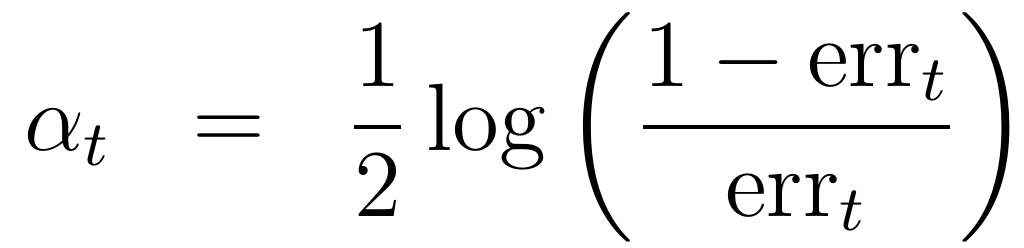 α_t = 1/2 log ( (1 − err_t) / err_t )